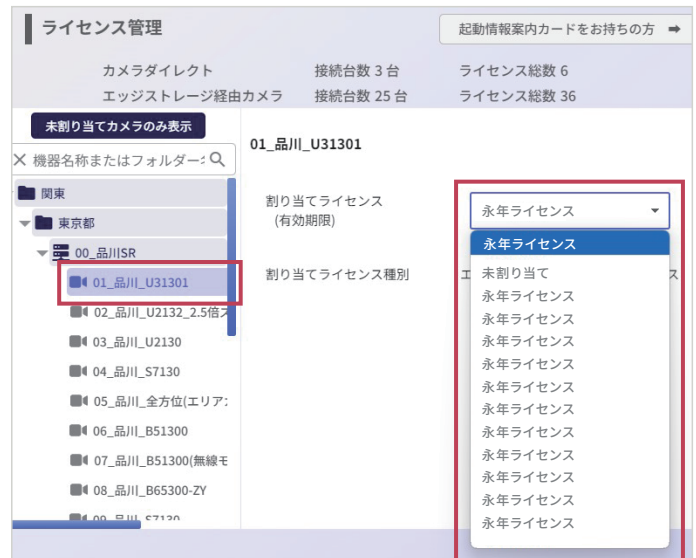 ライセンス管理
起動情報案内カードをお持ちの方 ➡
カメラダイレクト 接続台数 3 台 ライセンス総数 6
エッジストレージ経由カメラ 接続台数 25 台 ライセンス総数 36
未割り当てカメラのみ表示
機器名称またはフォルダー
関東
東京都
00_品川SR
01_品川_U31301
02_品川_U2132_2.5倍ズ
03_品川_U2130
04_品川_S7130
05_品川_全方位(エリア
06_品川_B51300
07_品川_B51300(無線モ
08_品川_B65300-ZY
09_品川_S7130
01_品川_U31301
割り当てライセンス
(有効期限)
永年ライセンス
割り当てライセンス種別
エ ス
永年ライセンス
未割り当て
永年ライセンス
永年ライセンス
永年ライセンス
永年ライセンス
永年ライセンス
永年ライセンス
永年ライセンス
永年ライセンス
永年ライセンス
永年ライセンス
永年ライセンス